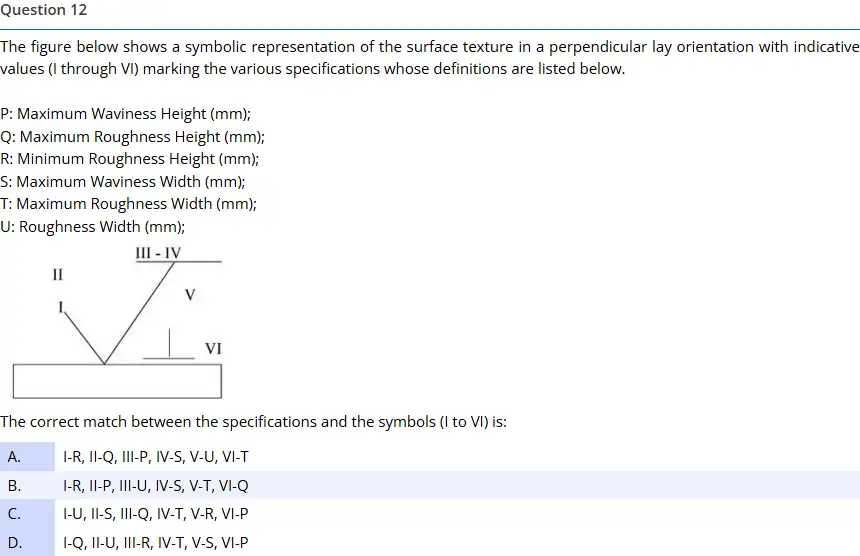 Question 12
The figure below shows a symbolic representation of the surface texture in a perpendicular lay orientation with indicative
values (I through VI) marking the various specifications whose definitions are listed below.
P: Maximum Waviness Height (mm);
Q: Maximum Roughness Height (mm);
R: Minimum Roughness Height (mm);
S: Maximum Waviness Width (mm);
T: Maximum Roughness Width (mm);
U: Roughness Width (mm);
III - IV
II
V
I
VI
The correct match between the specifications and the symbols (I to VI) is:
A. I-R, II-Q, III-P, IV-S, V-U, VI-T
B. I-R, II-P, III-U, IV-S, V-T, VI-Q
C. I-U, II-S, III-Q, IV-T, V-R, VI-P
D. I-Q, II-U, III-R, IV-T, V-S, VI-P